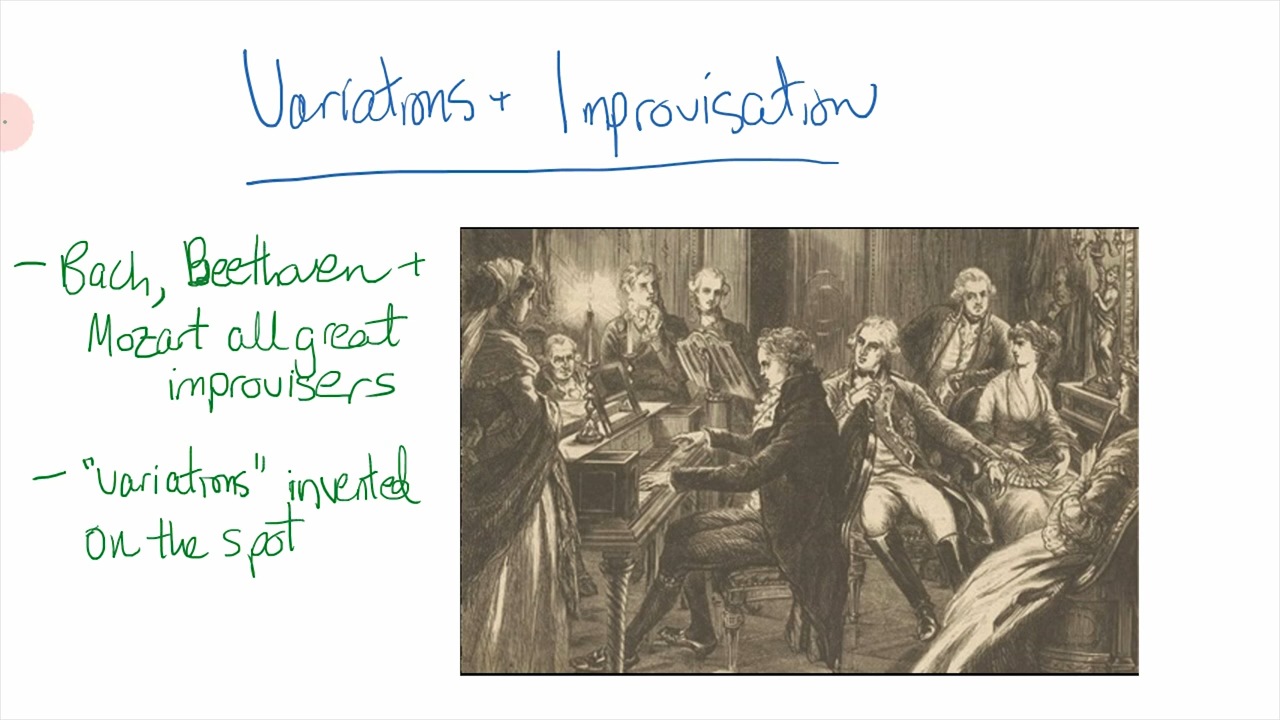 Variations + Improvisation
- Bach, Beethoven +
Mozart all great
improvisers
- "variations" invented
on the spot